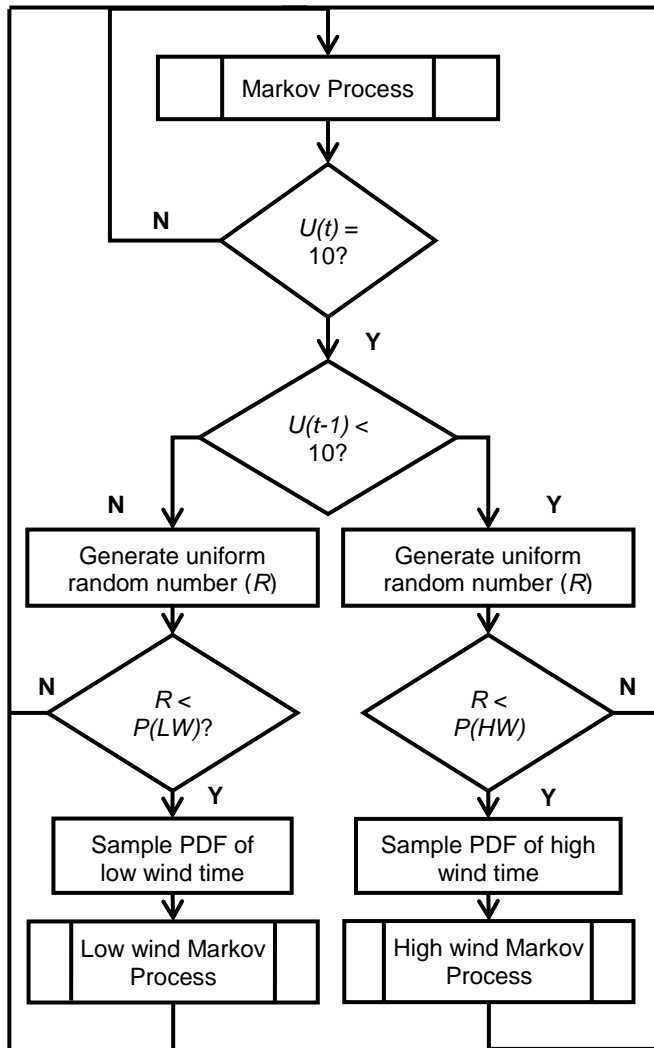 Markov Process
N
U(t) =
10?
Y
U(t-1) <
10?
N
Y
Generate uniform
random number (R)
Generate uniform
random number (R)
N
R <
P(LW)?
R <
P(HW)
N
Y
Y
Sample PDF of
low wind time
Sample PDF of high
wind time
Low wind Markov
Process
High wind Markov
Process